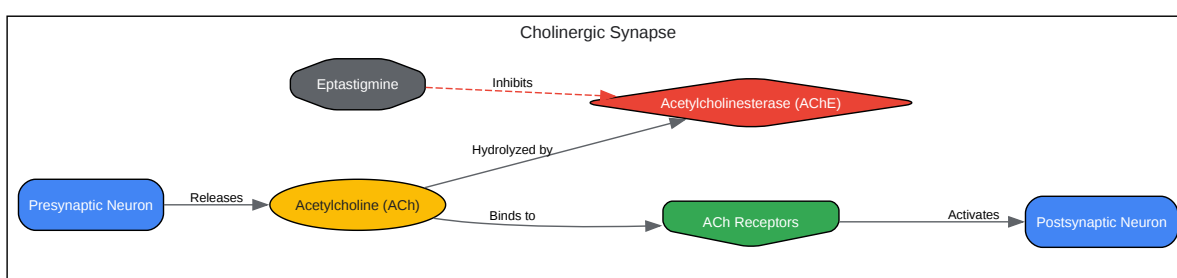 Cholinergic Synapse
Eptastigmine
Inhibits
Acetylcholinesterase (AChE)
Hydrolyzed by
Presynaptic Neuron
Releases
Acetylcholine (ACh)
Binds to
ACh Receptors
Activates
Postsynaptic Neuron